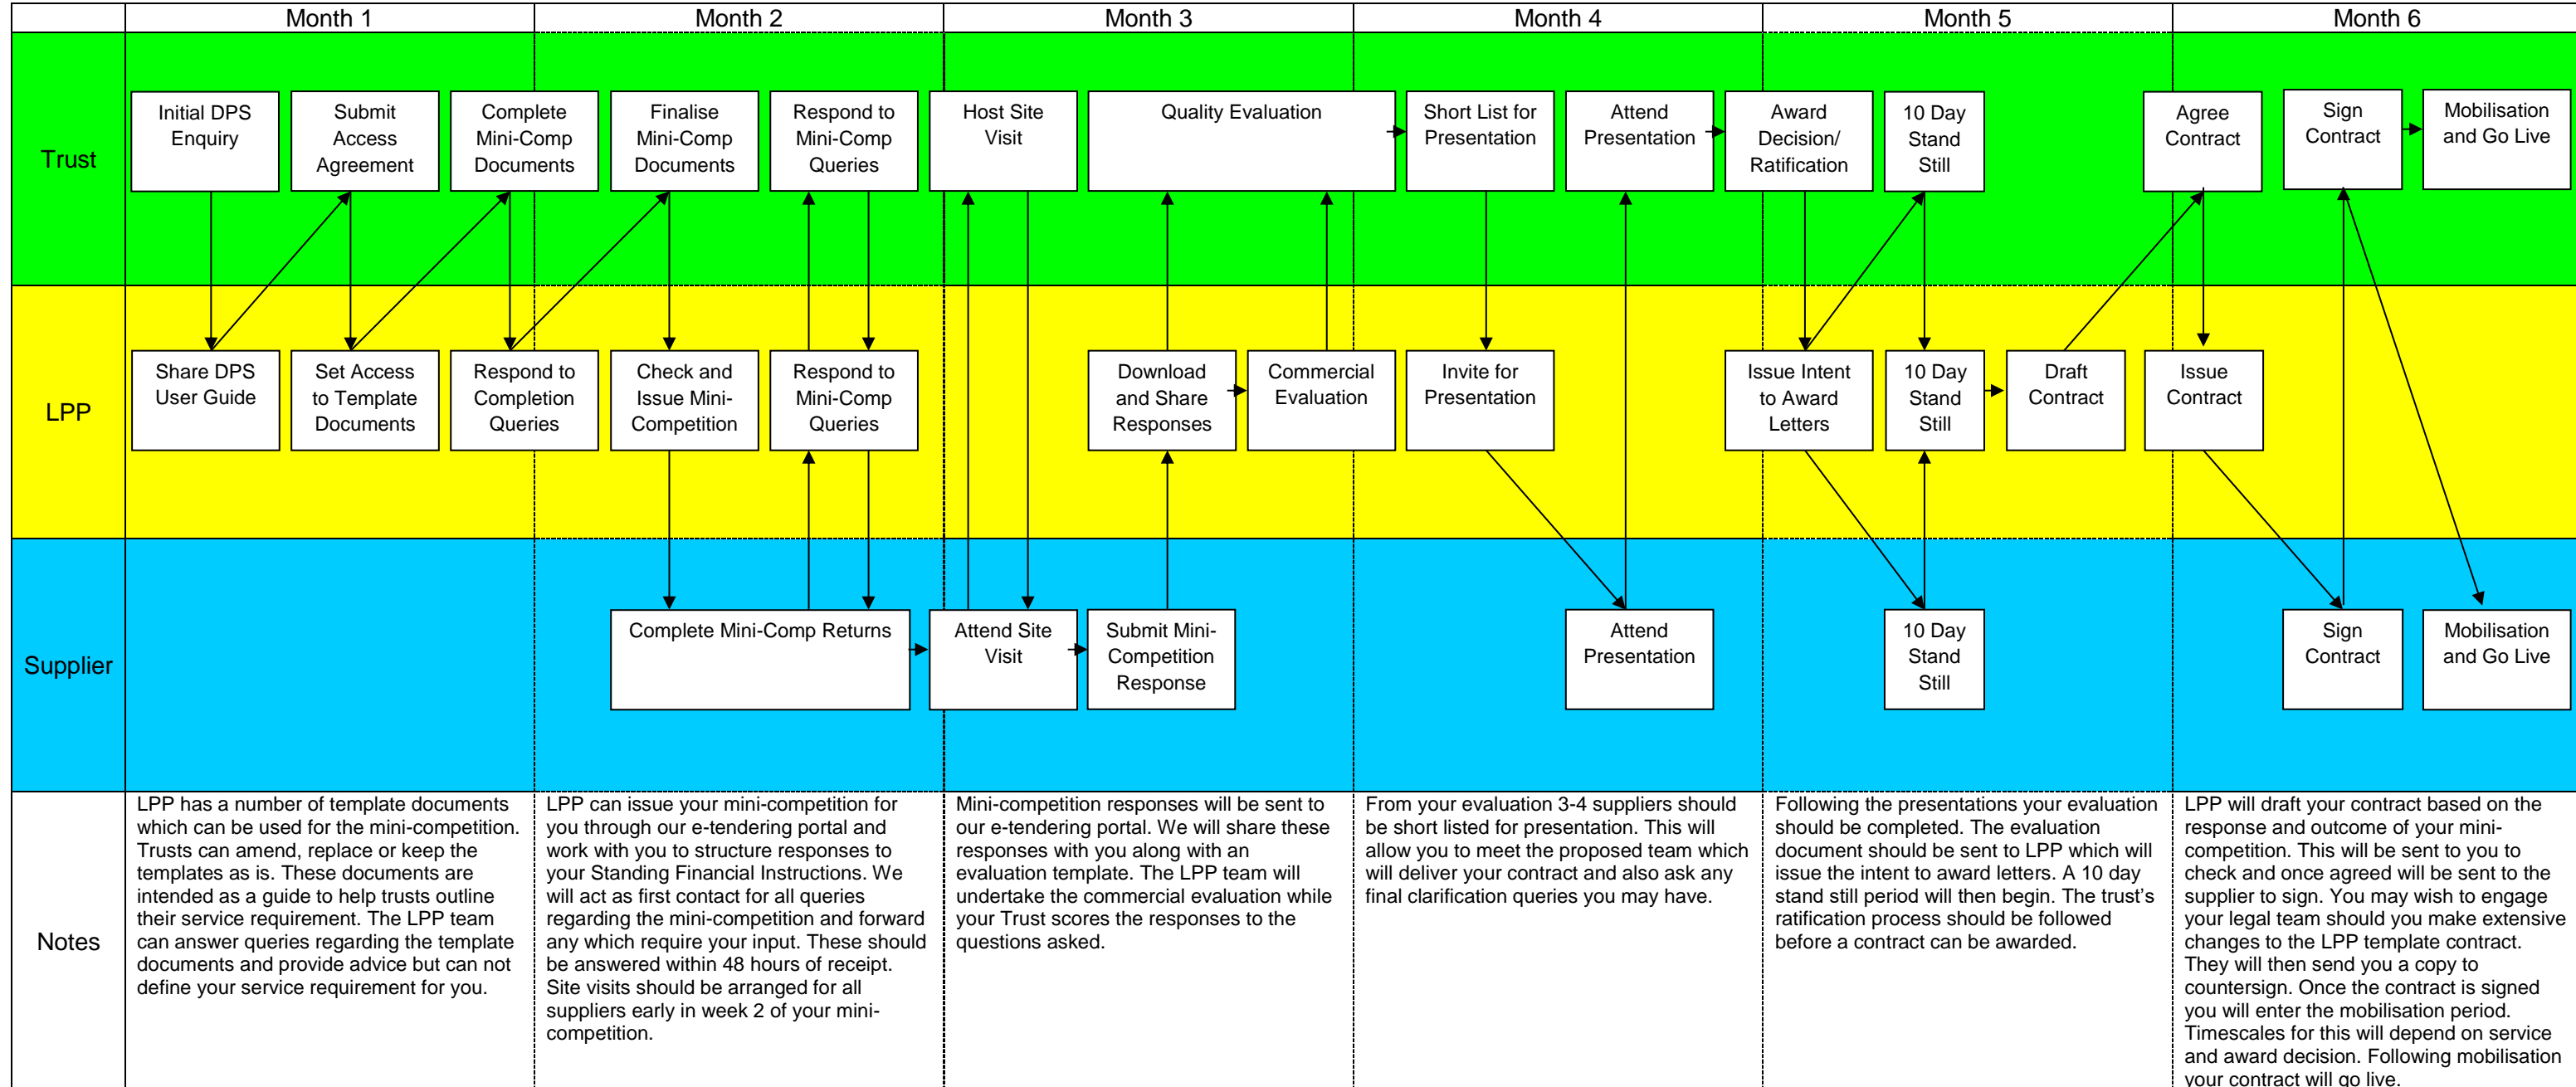 Month 1
Month 2
Month 3
Month 4
Month 5
Month 6
Trust
Initial DPS
Enquiry
Submit
Access
Agreement
Complete
Mini-Comp
Documents
Finalise
Mini-Comp
Documents
Respond to
Mini-Comp
Queries
Host Site
Visit
Quality Evaluation
Short List for
Presentation
Attend
Presentation
Award
Decision/
Ratification
10 Day
Stand
Still
Agree
Contract
Sign
Contract
Mobilisation
and Go Live
LPP
Share DPS
User Guide
Set Access
to Template
Documents
Respond to
Completion
Queries
Check and
Issue Mini-
Competition
Respond to
Mini-Comp
Queries
Download
and Share
Responses
Commercial
Evaluation
Invite for
Presentation
Issue Intent
to Award
Letters
10 Day
Stand
Still
Draft
Contract
Issue
Contract
Supplier
Complete Mini-Comp Returns
Attend Site
Visit
Submit Mini-
Competition
Response
Attend
Presentation
10 Day
Stand
Still
Sign
Contract
Mobilisation
and Go Live
Notes
LPP has a number of template documents
which can be used for the mini-competition.
Trusts can amend, replace or keep the
templates as is. These documents are
intended as a guide to help trusts outline
their service requirement. The LPP team
can answer queries regarding the template
documents and provide advice but can not
define your service requirement for you.
LPP can issue your mini-competition for
you through our e-tendering portal and
work with you to structure responses to
your Standing Financial Instructions. We
will act as first contact for all queries
regarding the mini-competition and forward
any which require your input. These should
be answered within 48 hours of receipt.
Site visits should be arranged for all
suppliers early in week 2 of your mini-
competition.
Mini-competition responses will be sent to
our e-tendering portal. We will share these
responses with you along with an
evaluation template. The LPP team will
undertake the commercial evaluation while
your Trust scores the responses to the
questions asked.
From your evaluation 3-4 suppliers should
be short listed for presentation. This will
allow you to meet the proposed team which
will deliver your contract and also ask any
final clarification queries you may have.
Following the presentations your evaluation
should be completed. The evaluation
document should be sent to LPP which will
issue the intent to award letters. A 10 day
stand still period will then begin. The trust's
ratification process should be followed
before a contract can be awarded.
LPP will draft your contract based on the
response and outcome of your mini-
competition. This will be sent to you to
check and once agreed will be sent to the
supplier to sign. You may wish to engage
your legal team should you make extensive
changes to the LPP template contract.
They will then send you a copy to
countersign. Once the contract is signed
you will enter the mobilisation period.
Timescales for this will depend on service
and award decision. Following mobilisation
your contract will go live.